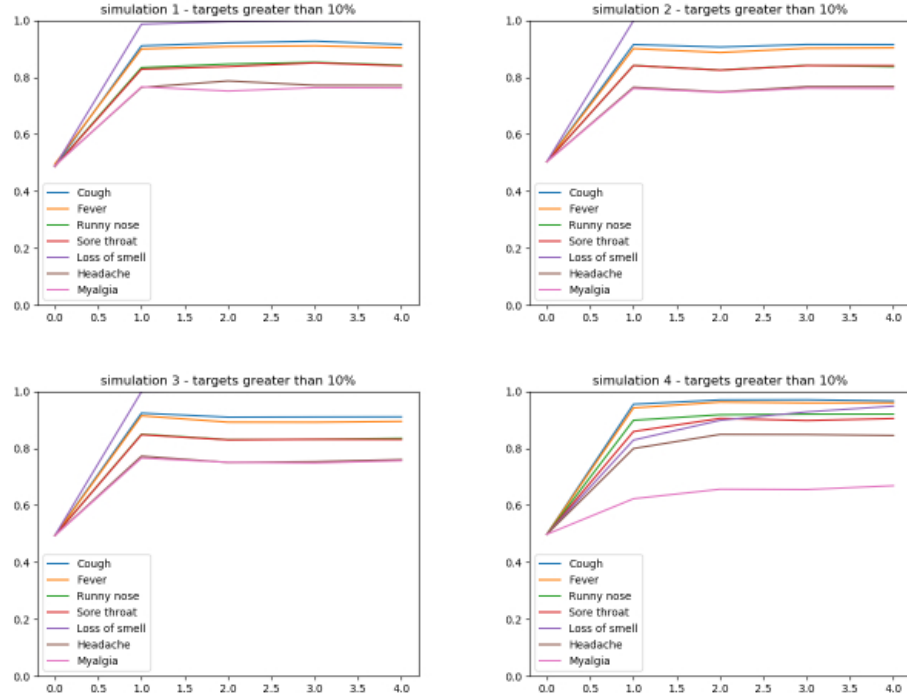 simulation 1 - targets greater than 10%
1.0
0.8
0.6
0.4
0.2
0.0
Cough
Fever
Runny nose
Sore throat
Loss of smell
Headache
Myalgia
0.0 0.5 1.0 1.5 2.0 2.5 3.0 3.5 4.0
simulation 2 - targets greater than 10%
1.0
0.8
0.6
0.4
0.2
0.0
Cough
Fever
Runny nose
Sore throat
Loss of smell
Headache
Myalgia
0.0 0.5 1.0 1.5 2.0 2.5 3.0 3.5 4.0
simulation 3 - targets greater than 10%
1.0
0.8
0.6
0.4
0.2
0.0
Cough
Fever
Runny nose
Sore throat
Loss of smell
Headache
Myalgia
0.0 0.5 1.0 1.5 2.0 2.5 3.0 3.5 4.0
simulation 4 - targets greater than 10%
1.0
0.8
0.6
0.4
0.2
0.0
Cough
Fever
Runny nose
Sore throat
Loss of smell
Headache
Myalgia
0.0 0.5 1.0 1.5 2.0 2.5 3.0 3.5 4.0